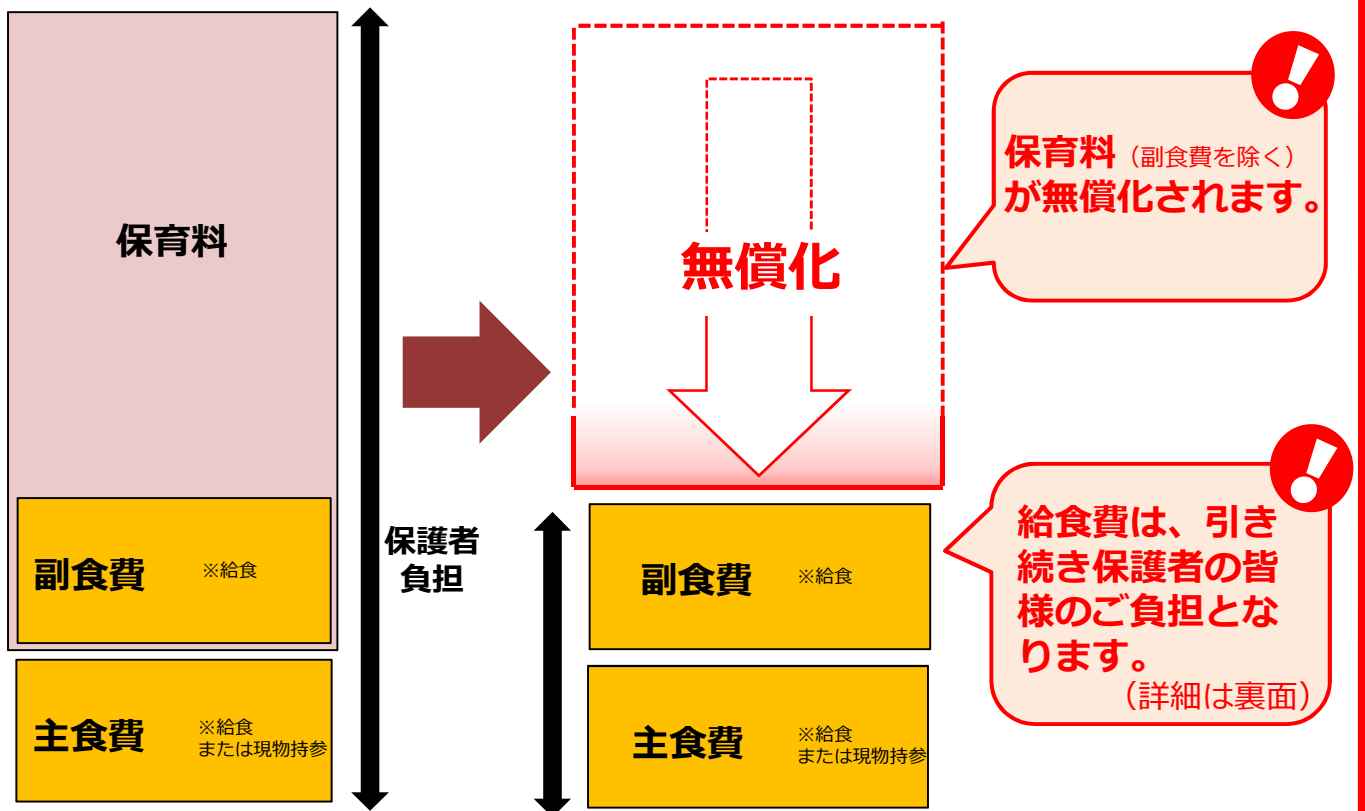 保育料
副食費 ※給食
主食費 ※給食
または現物持参
保護者
負担
無償化
副食費 ※給食
主食費 ※給食
または現物持参
保育料（副食費を除く）
が無償化されます。
給食費は、引き
続き保護者の皆
様のご負担とな
ります。
（詳細は裏面）